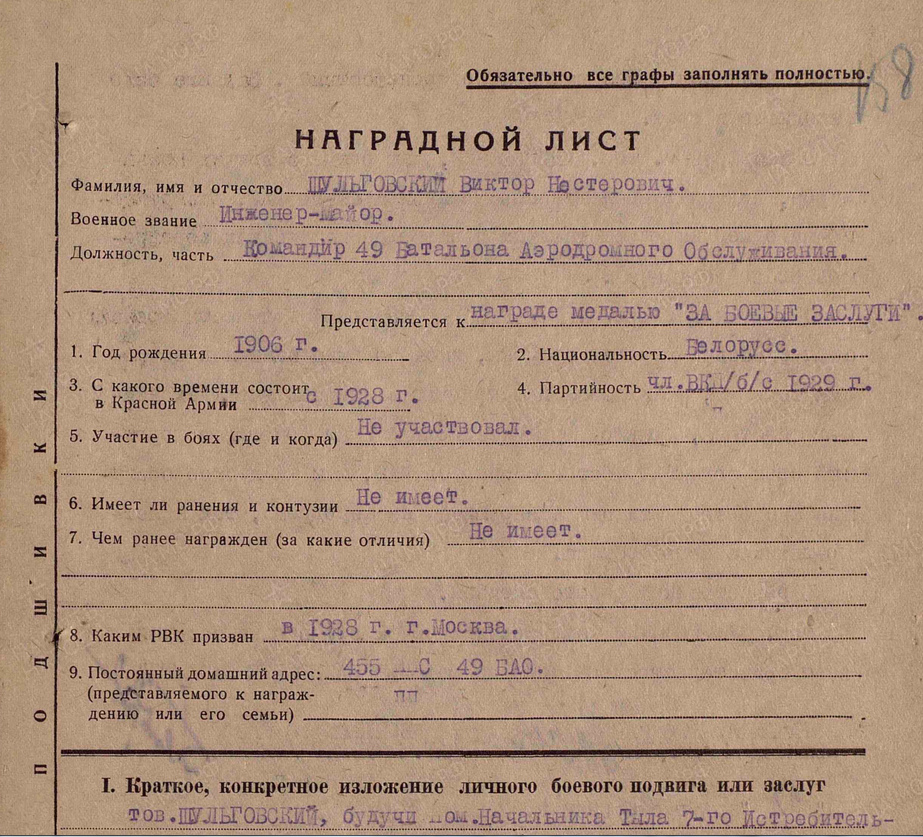 Обязательно все графы заполнять полностью.
158
НАГРАДНОЙ ЛИСТ
Фамилия, имя и отчество ШУЛЬГОВСКИЙ Виктор Нестерович.
Военное звание Инженер-майор.
Должность, часть Командир 49 Батальона Аэродромного Обслуживания.
Представляется к награде медалью "ЗА БОЕВЫЕ ЗАСЛУГИ".
1. Год рождения 1906 г. 2. Национальность Белорусс.
3. С какого времени состоит
в Красной Армии с 1928 г. 4. Партийность чл.ВКП/б/с 1929 г.
5. Участие в боях (где и когда) Не участвовал.
6. Имеет ли ранения и контузии Не имеет.
7. Чем ранее награжден (за какие отличия) Не имеет.
8. Каким РВК призван в 1928 г. г.Москва.
9. Постоянный домашний адрес: 455 ППС 49 БАО.
(представляемого к награж-
дению или его семьи)
ПОДШИВКИ
I. Краткое, конкретное изложение личного боевого подвига или заслуг
тов.ШУЛЬГОВСКИЙ, будучи пом.Начальника Тыла 7-го Истребитель-